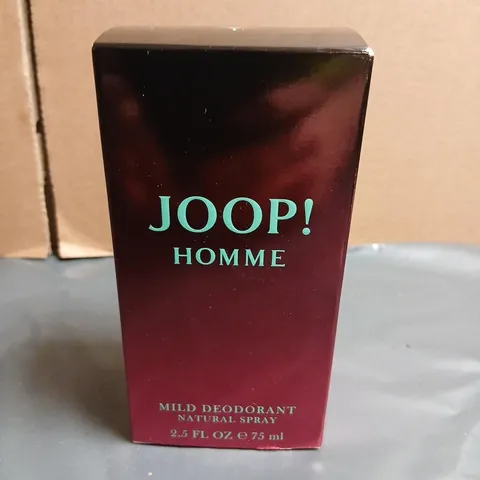 JOOP!
HOMME
MILD DEODORANT
NATURAL SPRAY
2.5 FL OZ ℮ 75 ml